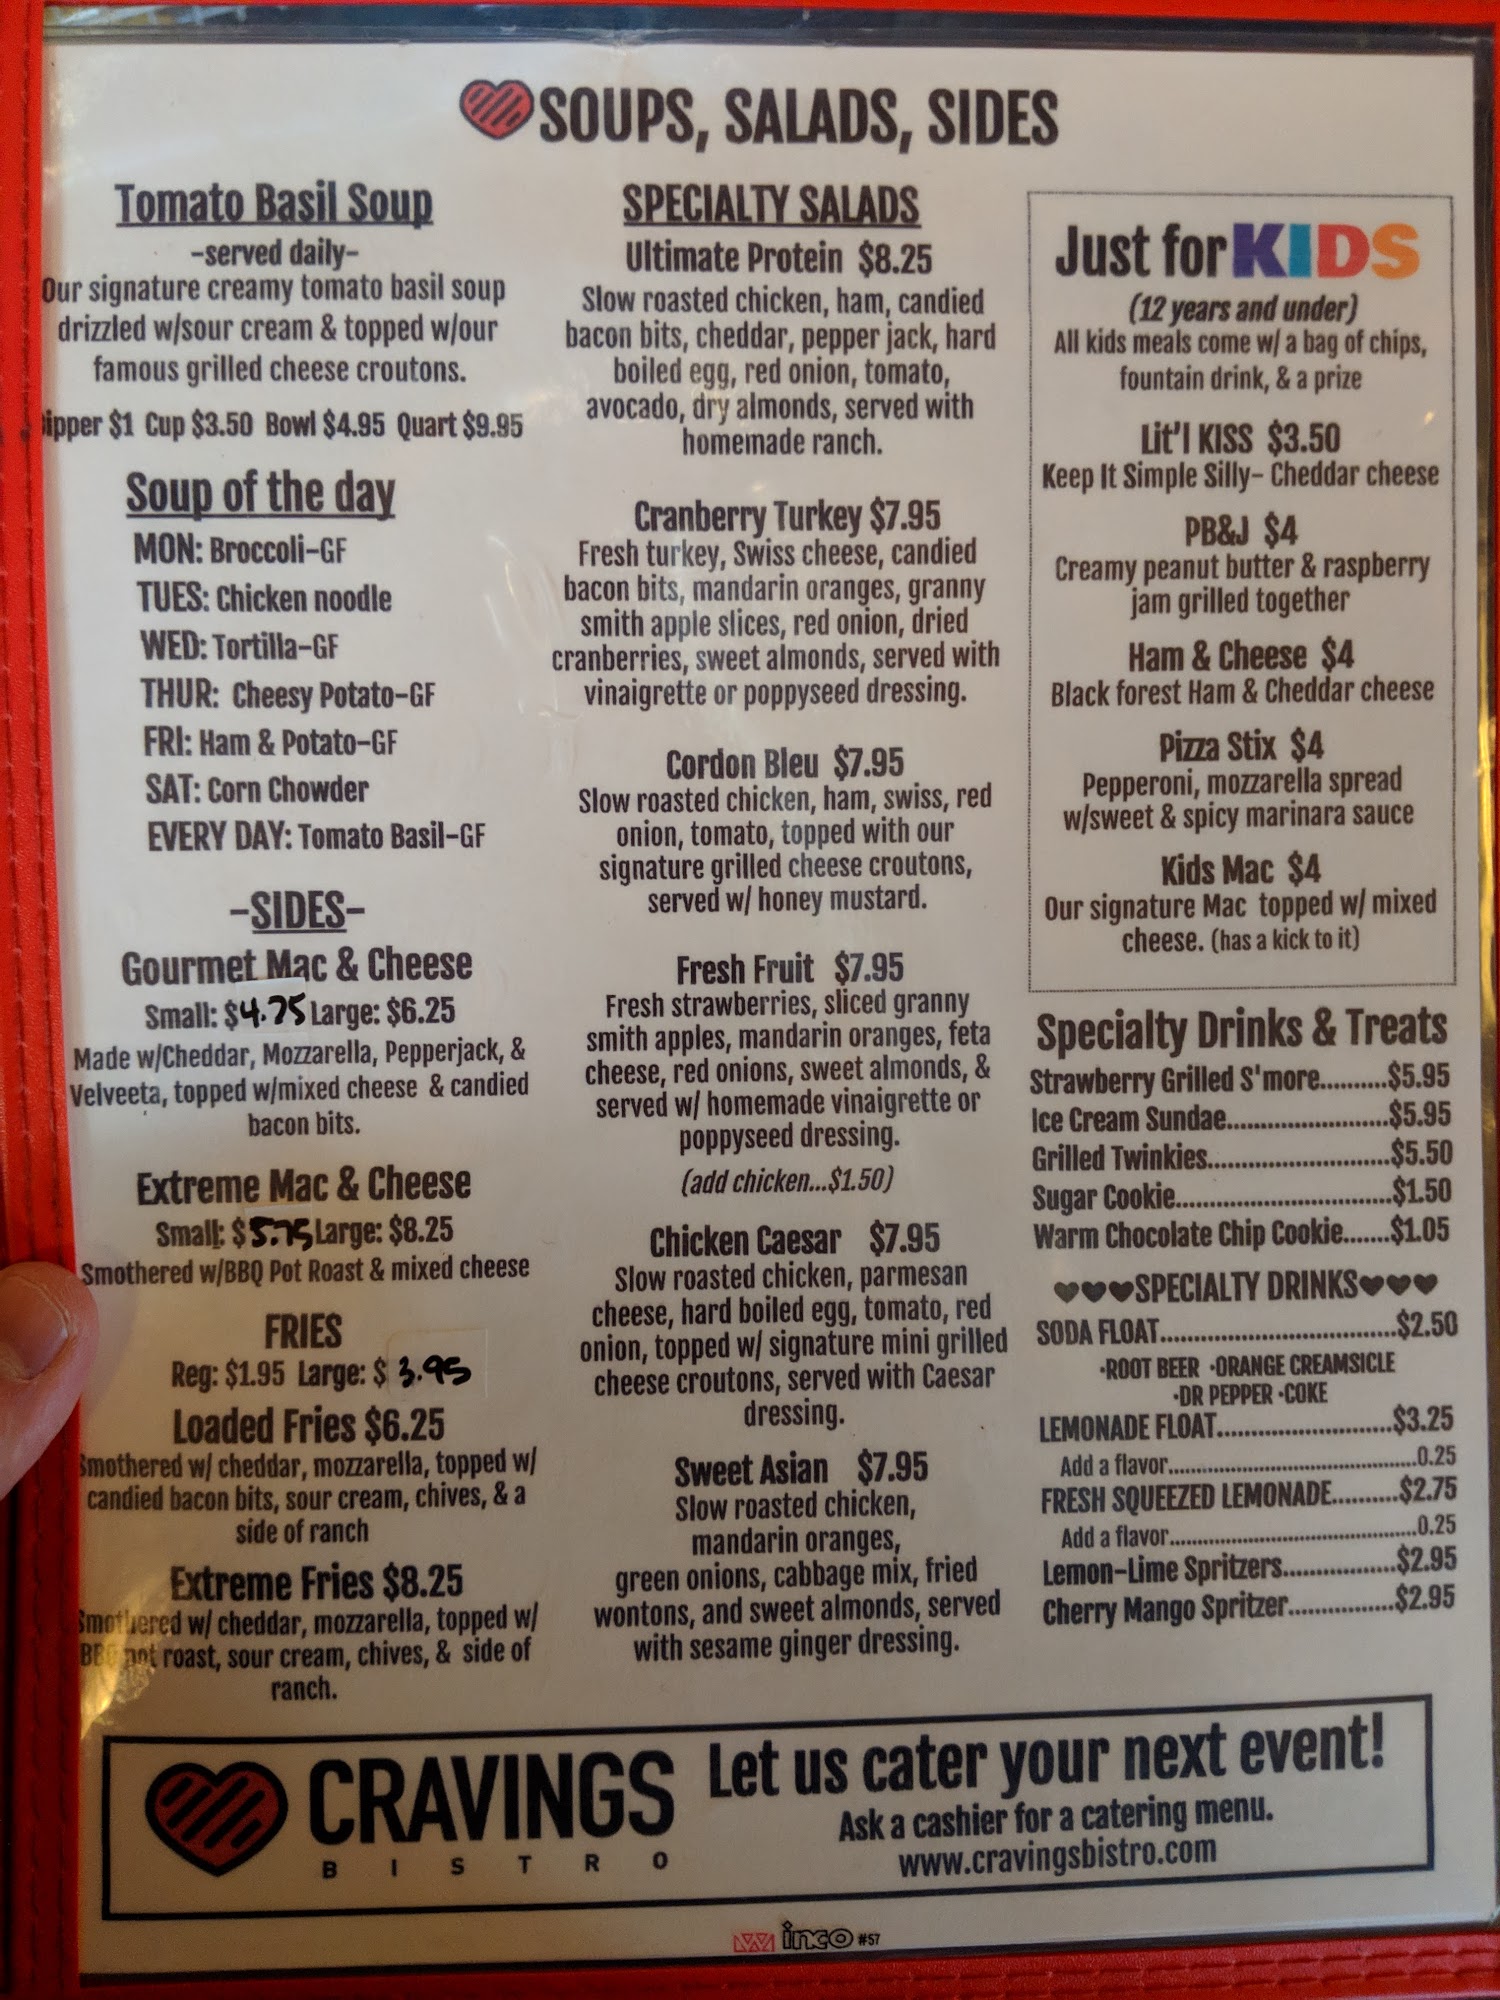 SOUPS, SALADS, SIDES
Tomato Basil Soup
-served daily-
Our signature creamy tomato basil soup
drizzled w/sour cream & topped w/our
famous grilled cheese croutons.
ipper $1 Cup $3.50 Bowl $4.95 Quart $9.95
Soup of the day
MON: Broccoli-GF
TUES: Chicken noodle
WED: Tortilla-GF
THUR: Cheesy Potato-GF
FRI: Ham & Potato-GF
SAT: Corn Chowder
EVERY DAY: Tomato Basil-GF
-SIDES-
Gourmet Mac & Cheese
Small: $4.75 Large: $6.25
Made w/Cheddar, Mozzarella, Pepperjack, &
Velveeta, topped w/mixed cheese & candied
bacon bits.
Extreme Mac & Cheese
Small: $5.75 Large: $8.25
Smothered w/BBQ Pot Roast & mixed cheese
FRIES
Reg: $1.95 Large: $3.95
Loaded Fries $6.25
Smothered w/ cheddar, mozzarella, topped w/
candied bacon bits, sour cream, chives, & a
side of ranch
Extreme Fries $8.25
Smothered w/ cheddar, mozzarella, topped w/
BBQ pot roast, sour cream, chives, & side of
ranch.
SPECIALTY SALADS
Ultimate Protein $8.25
Slow roasted chicken, ham, candied
bacon bits, cheddar, pepper jack, hard
boiled egg, red onion, tomato,
avocado, dry almonds, served with
homemade ranch.
Cranberry Turkey $7.95
Fresh turkey, Swiss cheese, candied
bacon bits, mandarin oranges, granny
smith apple slices, red onion, dried
cranberries, sweet almonds, served with
vinaigrette or poppyseed dressing.
Cordon Bleu $7.95
Slow roasted chicken, ham, swiss, red
onion, tomato, topped with our
signature grilled cheese croutons,
served w/ honey mustard.
Fresh Fruit $7.95
Fresh strawberries, sliced granny
smith apples, mandarin oranges, feta
cheese, red onions, sweet almonds, &
served w/ homemade vinaigrette or
poppyseed dressing.
(add chicken...$1.50)
Chicken Caesar $7.95
Slow roasted chicken, parmesan
cheese, hard boiled egg, tomato, red
onion, topped w/ signature mini grilled
cheese croutons, served with Caesar
dressing.
Sweet Asian $7.95
Slow roasted chicken,
mandarin oranges,
green onions, cabbage mix, fried
wontons, and sweet almonds, served
with sesame ginger dressing.
Just for KIDS
(12 years and under)
All kids meals come w/ a bag of chips,
fountain drink, & a prize
Lit'l KISS $3.50
Keep It Simple Silly- Cheddar cheese
PB&J $4
Creamy peanut butter & raspberry
jam grilled together
Ham & Cheese $4
Black forest Ham & Cheddar cheese
Pizza Stix $4
Pepperoni, mozzarella spread
w/sweet & spicy marinara sauce
Kids Mac $4
Our signature Mac topped w/ mixed
cheese. (has a kick to it)
Specialty Drinks & Treats
Strawberry Grilled S'more..........$5.95
Ice Cream Sundae........................$5.95
Grilled Twinkies...........................$5.50
Sugar Cookie................................$1.50
Warm Chocolate Chip Cookie.......$1.05
♥♥♥SPECIALTY DRINKS♥♥♥
SODA FLOAT...................................$2.50
·ROOT BEER ·ORANGE CREAMSICLE
·DR PEPPER ·COKE
LEMONADE FLOAT..........................$3.25
Add a flavor..........................................0.25
FRESH SQUEEZED LEMONADE..........$2.75
Add a flavor..........................................0.25
Lemon-Lime Spritzers.................$2.95
Cherry Mango Spritzer................$2.95
CRAVINGS
BISTRO
Let us cater your next event!
Ask a cashier for a catering menu.
www.cravingsbistro.com
inco #57